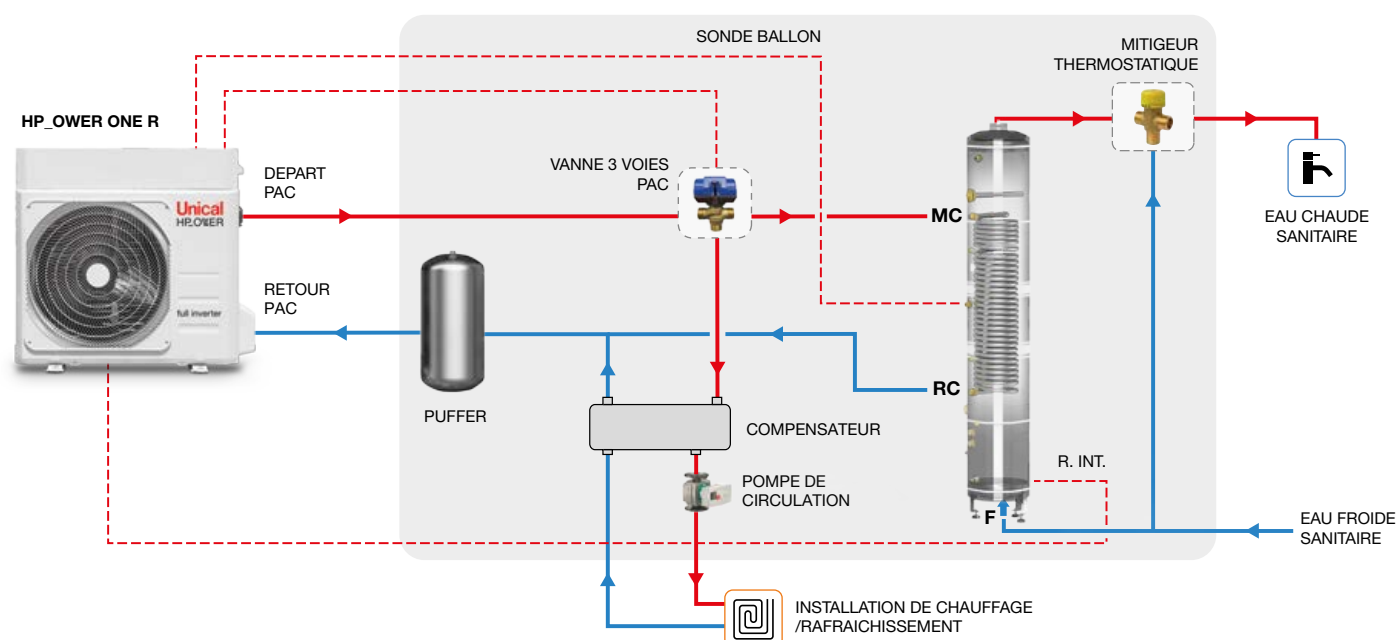 SONDE BALLON
MITIGEUR
THERMOSTATIQUE
HP_OWER ONE R
DEPART
PAC
VANNE 3 VOIES
PAC
Unical
HP_OWER
MC
EAU CHAUDE
SANITAIRE
RETOUR
PAC
full inverter
RC
PUFFER
COMPENSATEUR
R. INT.
POMPE DE
CIRCULATION
F
EAU FROIDE
SANITAIRE
INSTALLATION DE CHAUFFAGE
/RAFRAICHISSEMENT